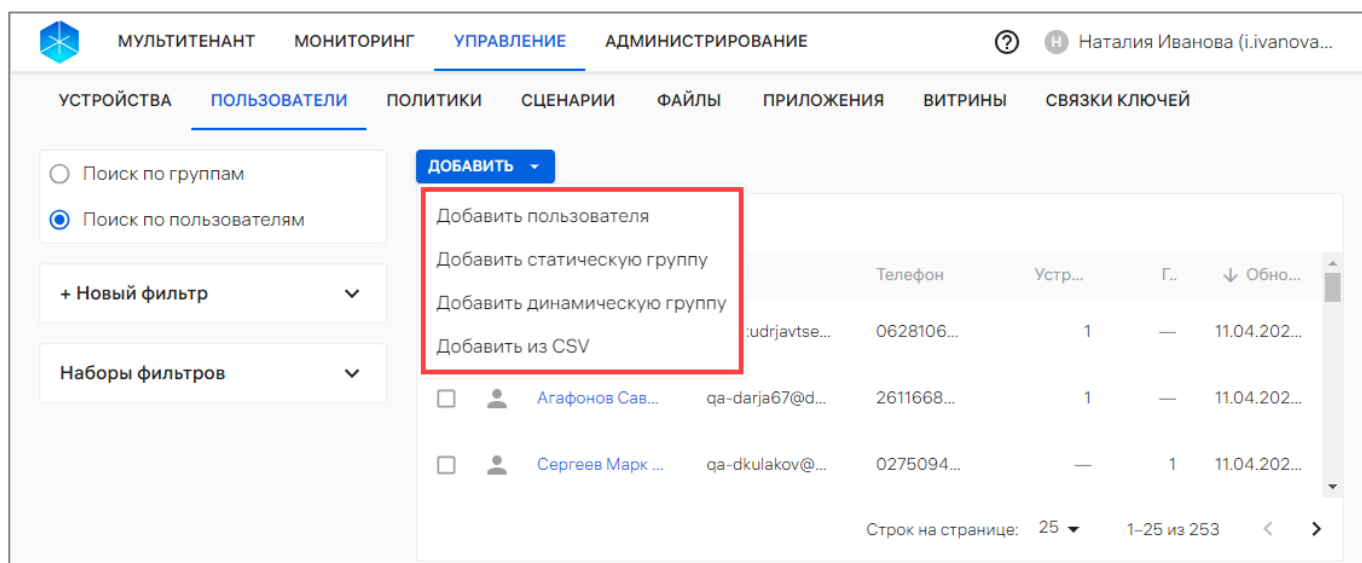 МУЛЬТИТЕНАНТ МОНИТОРИНГ УПРАВЛЕНИЕ АДМИНИСТРИРОВАНИЕ Н Наталия Иванова (i.ivanova...
УСТРОЙСТВА ПОЛЬЗОВАТЕЛИ ПОЛИТИКИ СЦЕНАРИИ ФАЙЛЫ ПРИЛОЖЕНИЯ ВИТРИНЫ СВЯЗКИ КЛЮЧЕЙ
Поиск по группам
Поиск по пользователям
+ Новый фильтр
Наборы фильтров
ДОБАВИТЬ
Добавить пользователя
Добавить статическую группу
Добавить динамическую группу
Добавить из CSV
Телефон Устр... Г.. ↓ Обно...
udrjavtse... 0628106... 1 — 11.04.202...
Агафонов Сав... qa-darja67@d... 2611668... 1 — 11.04.202...
Сергеев Марк ... qa-dkulakov@... 0275094... — 1 11.04.202...
Строк на странице: 25 1–25 из 253 < >